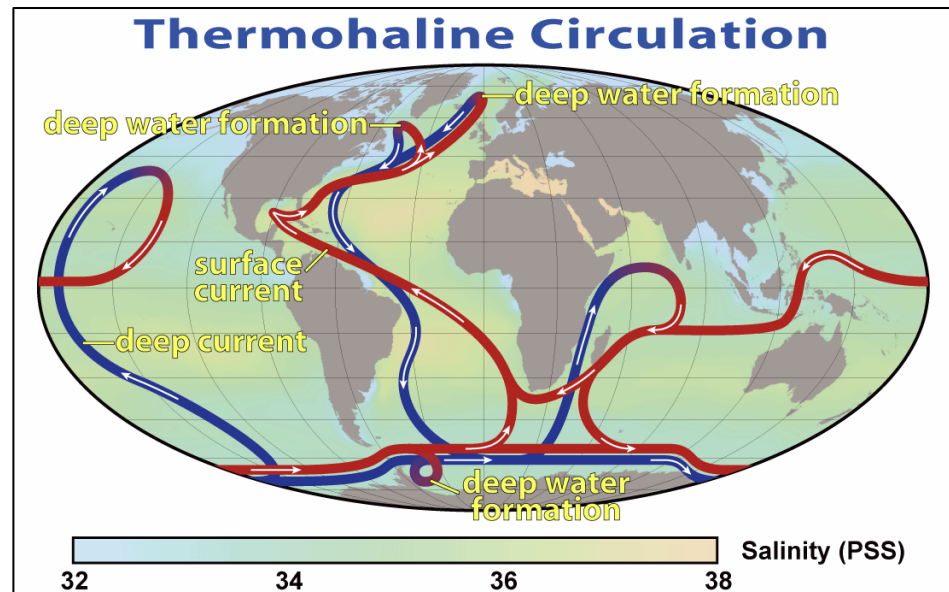 Thermohaline Circulation
deep water formation
deep water formation
surface
current
deep current
deep water
formation
Salinity (PSS)
32
34
36
38